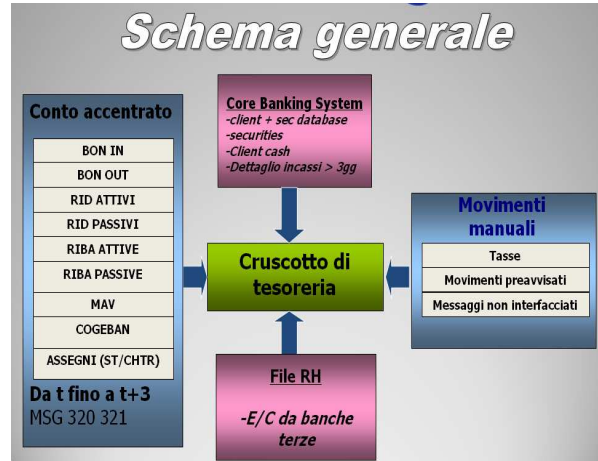 Schema generale
Conto accentrato
BON IN
BON OUT
RID ATTIVI
RID PASSIVI
RIBA ATTIVE
RIBA PASSIVE
MAV
COGEBAN
ASSEGNI (ST/CHTR)
Da t fino a t+3
MSG 320 321
Core Banking System
-client + sec database
-securities
-Client cash
-Dettaglio incassi > 3gg
Cruscotto di
tesoreria
File RH
-E/C da banche
terze
Movimenti
manuali
Tasse
Movimenti preavvisati
Messaggi non interfacciati